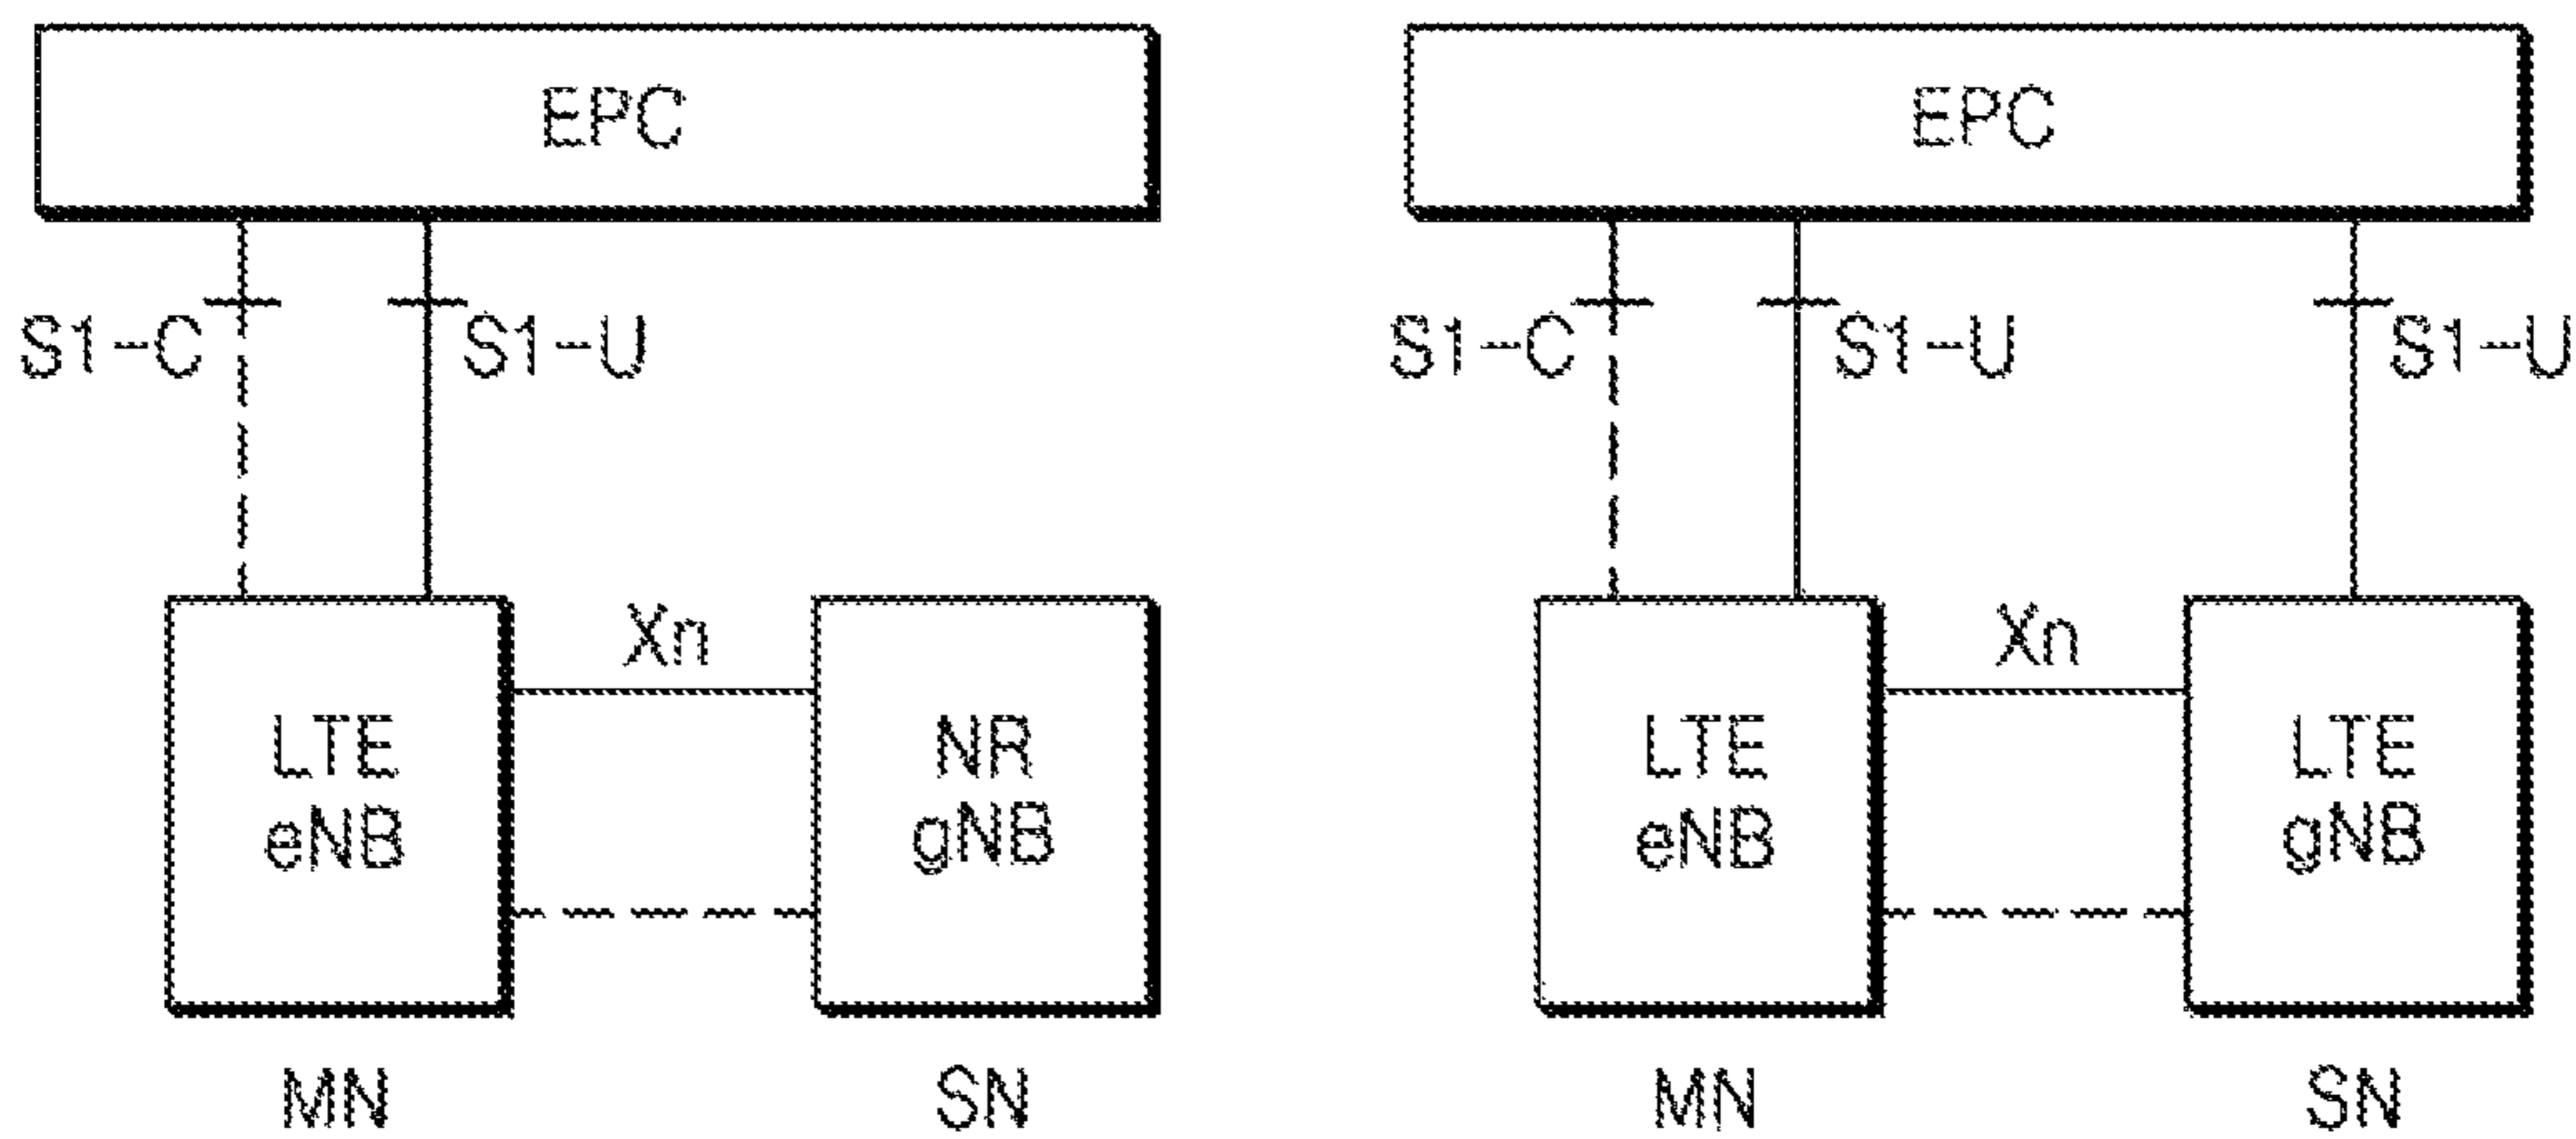 EPC
S1-C
S1-U
Xn
LTE
eNB
NR
gNB
MN
SN
EPC
S1-C
S1-U
S1-U
Xn
LTE
eNB
LTE
gNB
MN
SN